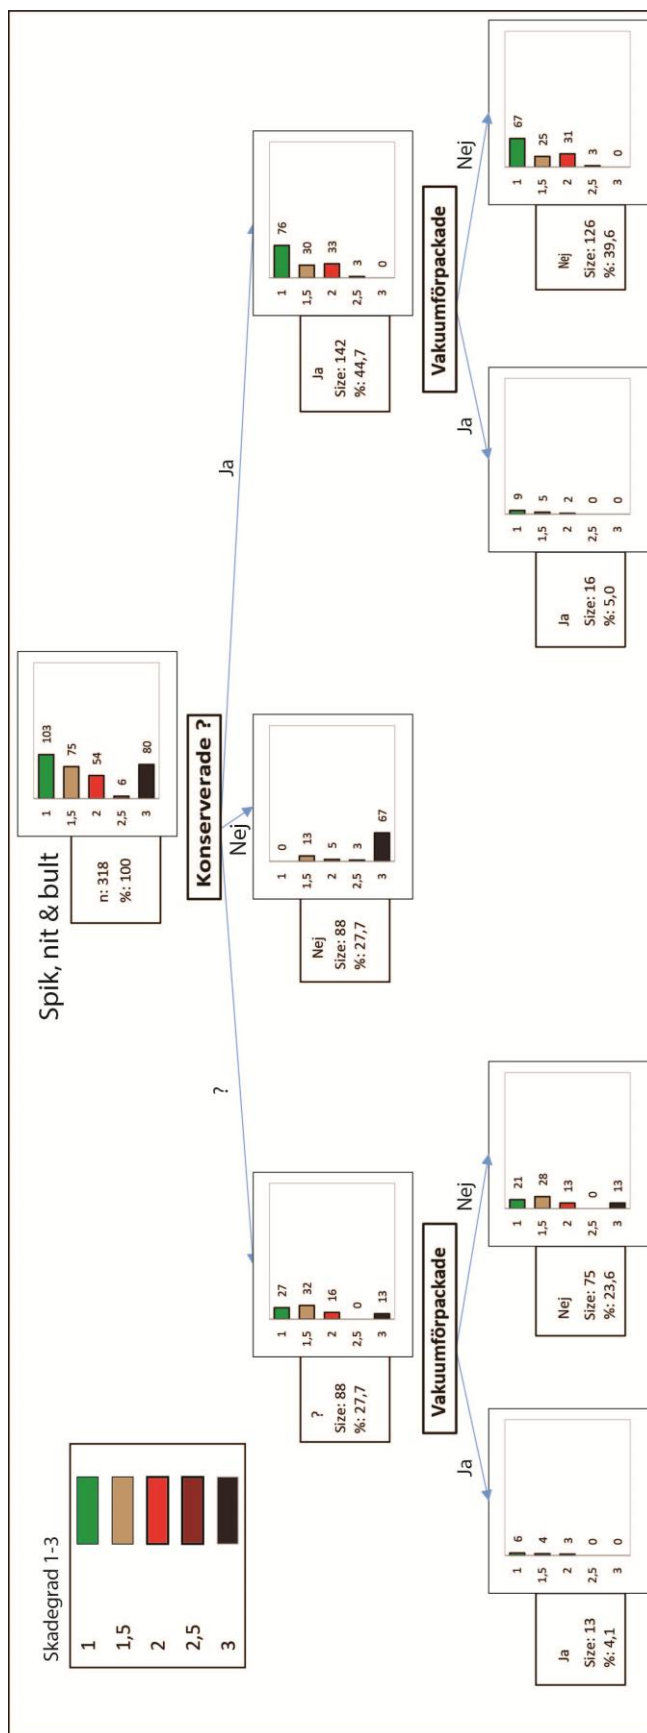 Skadegrad 1-3
1
1,5
2
2,5
3
Spik, nit & bult
n: 318
%: 100
1 103
1,5 75
2 54
2,5 6
3 80
Konserverade ?
?
Nej
Ja
?
Size: 88
%: 27,7
1 27
1,5 32
2 16
2,5 0
3 13
Nej
Size: 88
%: 27,7
1 0
1,5 13
2 5
2,5 3
3 67
Ja
Size: 142
%: 44,7
1 76
1,5 30
2 33
2,5 3
3 0
Vakuumförpackade
Ja
Nej
Vakuumförpackade
Ja
Nej
Ja
Size: 13
%: 4,1
1 6
1,5 4
2 3
2,5 0
3 0
Nej
Size: 75
%: 23,6
1 21
1,5 28
2 13
2,5 0
3 13
Ja
Size: 16
%: 5,0
1 9
1,5 5
2 2
2,5 0
3 0
Nej
Size: 126
%: 39,6
1 67
1,5 25
2 31
2,5 3
3 0